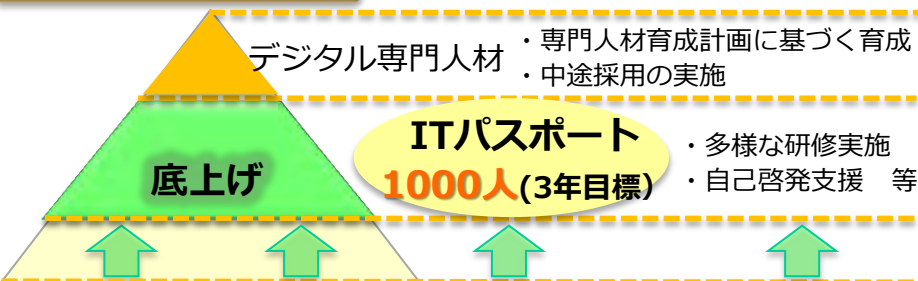 デジタル専門人材
・専門人材育成計画に基づく育成
・中途採用の実施
底上げ
ITパスポート
1000人(3年目標）
・多様な研修実施
・自己啓発支援　等